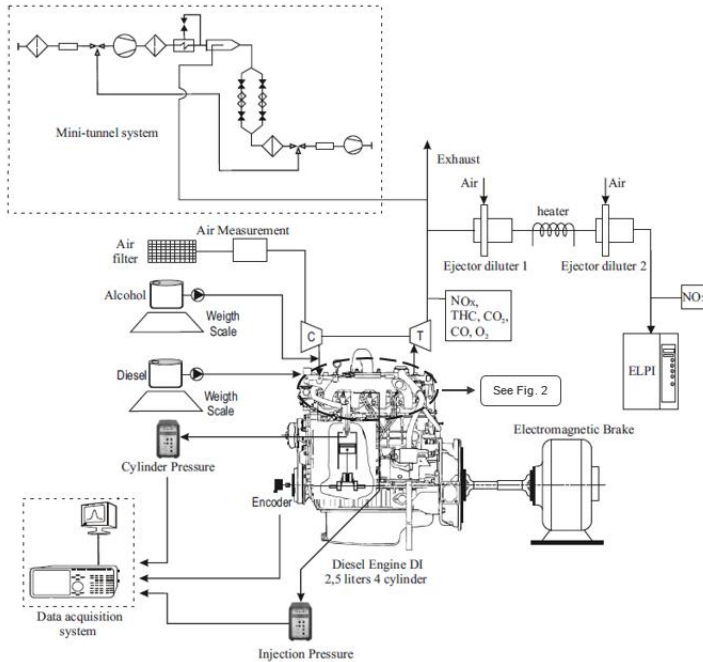 Mini-tunnel system
Exhaust
Air
Air
heater
Ejector diluter 1
Ejector diluter 2
Air Measurement
Air
filter
Alcohol
Weigth
Scale
C
T
NOx,
THC, CO2,
CO, O2
NOx
ELPI
Diesel
Weigth
Scale
See Fig. 2
Electromagnetic Brake
Cylinder Pressure
Encoder
Diesel Engine DI
2,5 liters 4 cylinder
Data acquisition
system
Injection Pressure